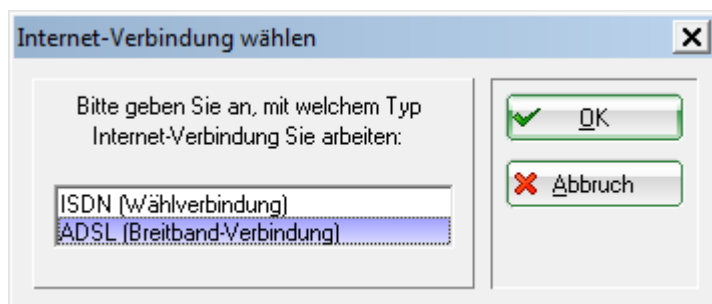 Internet-Verbindung wählen
Bitte geben Sie an, mit welchem Typ
Internet-Verbindung Sie arbeiten:
ISDN (Wählverbindung)
ADSL (Breitband-Verbindung)
OK
Abbruch